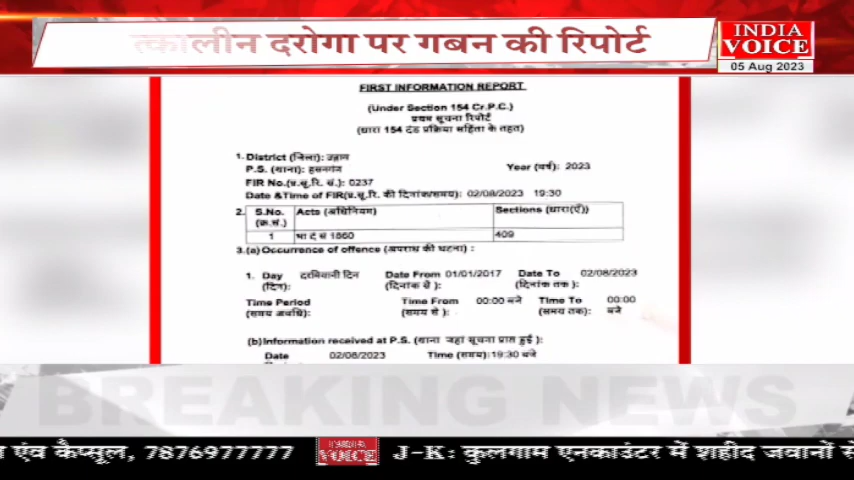 त्कालीन दरोगा पर गबन की रिपोर्ट
INDIA
VOICE
05 Aug 2023
FIRST INFORMATION REPORT
(Under Section 154 Cr.P.C.)
प्रथम सूचना रिपोर्ट
(धारा 154 दंड प्रक्रिया संहिता के तहत)
1. District (जिला): उन्नाव
P.S. (थाना): हसनगंज Year (वर्ष): 2023
FIR No.(प्र.सू.रि. सं.): 0237
Date &Time of FIR(प्र.सू.रि. की दिनांक/समय): 02/08/2023 19:30
2. S.No. (क्र.सं.) Acts (अधिनियम) Sections (धारा(एँ))
1 भा दं सं 1860 409
3.(a) Occurrence of offence (अपराध की घटना) :
1. Day (दिन): दरमियानी दिन Date From 01/01/2017 (दिनांक से ): Date To 02/08/2023 (दिनांक तक ):
Time Period (समय अवधि): Time From 00:00 बजे (समय से ): Time To 00:00 बजे (समय तक):
(b)Information received at P.S. (थाना जहां सूचना प्राप्त हुई ):
Date 02/08/2023 Time (समय):19:30 बजे
BREAKING NEWS
एंव कैप्सूल, 7876977777 INDIA VOICE J-K: कुलगाम एनकाउंटर में शहीद जवानों